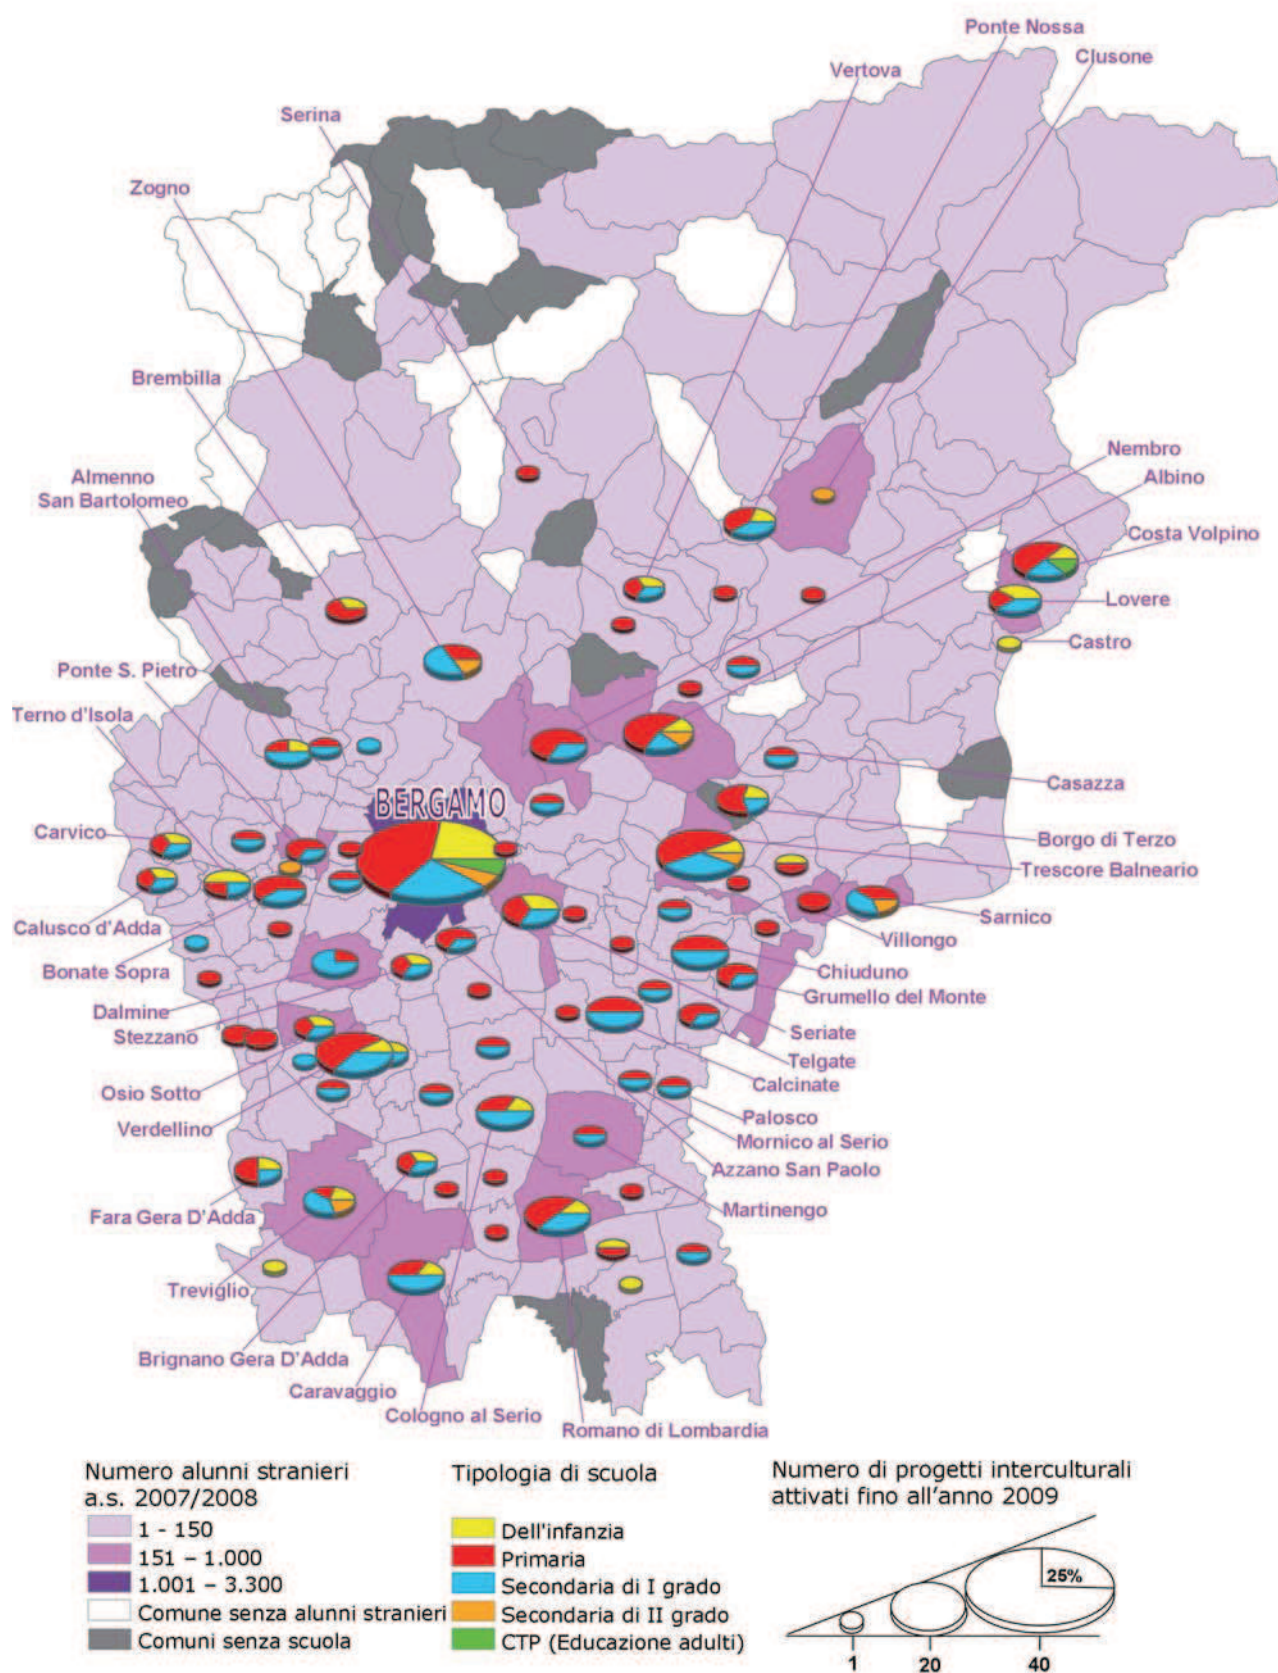 Ponte Nossa
Clusone
Vertova
Serina
Zogno
Brembilla
Nembro
Almenno
San Bartolomeo
Albino
Costa Volpino
Lovere
Castro
Ponte S. Pietro
Terno d'Isola
Casazza
BERGAMO
Carvico
Borgo di Terzo
Trescore Balneario
Sarnico
Calusco d'Adda
Villongo
Bonate Sopra
Chiuduno
Grumello del Monte
Dalmine
Stezzano
Seriate
Telgate
Calcinate
Osio Sotto
Palosco
Verdellino
Mornico al Serio
Azzano San Paolo
Martinengo
Fara Gera D'Adda
Treviglio
Brignano Gera D'Adda
Caravaggio
Cologno al Serio
Romano di Lombardia
Numero alunni stranieri
a.s. 2007/2008
1 - 150
151 – 1.000
1.001 – 3.300
Comune senza alunni stranieri
Comuni senza scuola
Tipologia di scuola
Dell'infanzia
Primaria
Secondaria di I grado
Secondaria di II grado
CTP (Educazione adulti)
Numero di progetti interculturali
attivati fino all'anno 2009
25%
1 20 40